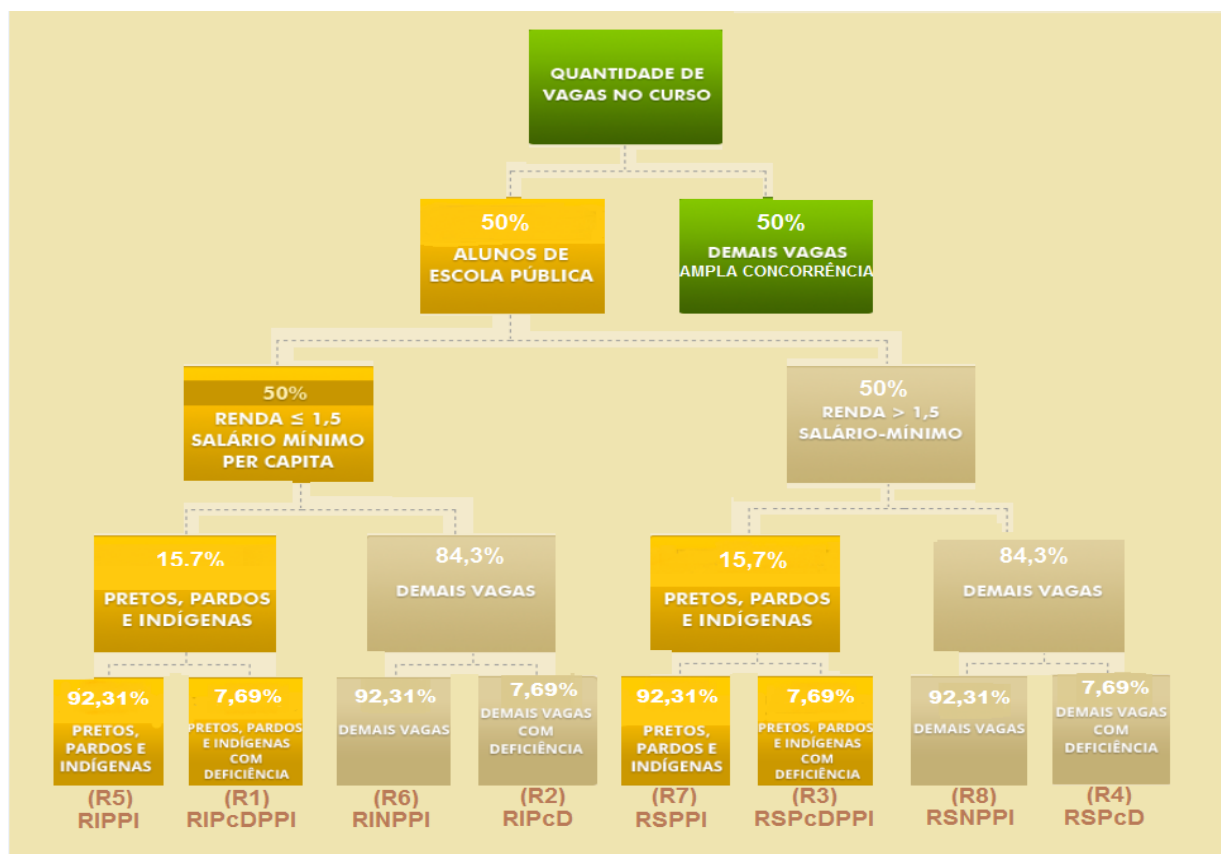 QUANTIDADE DE
VAGAS NO CURSO
50%
ALUNOS DE
ESCOLA PÚBLICA
50%
DEMAIS VAGAS
AMPLA CONCORRÊNCIA
50%
RENDA ≤ 1,5
SALÁRIO MÍNIMO
PER CAPITA
50%
RENDA > 1,5
SALÁRIO-MÍNIMO
15.7%
PRETOS, PARDOS
E INDÍGENAS
84,3%
DEMAIS VAGAS
15,7%
PRETOS, PARDOS
E INDÍGENAS
84,3%
DEMAIS VAGAS
92,31%
PRETOS,
PARDOS E
INDÍGENAS
(R5)
RIPPI
7,69%
PRETOS, PARDOS
E INDÍGENAS
COM
DEFICIÊNCIA
(R1)
RIPcDPPI
92,31%
DEMAIS VAGAS
(R6)
RINPPI
7,69%
DEMAIS VAGAS
COM
DEFICIÊNCIA
(R2)
RIPcD
92,31%
PRETOS,
PARDOS E
INDÍGENAS
(R7)
RSPPI
7,69%
PRETOS, PARDOS
E INDÍGENAS
COM
DEFICIÊNCIA
(R3)
RSPcDPPI
92,31%
DEMAIS VAGAS
(R8)
RSNPPI
7,69%
DEMAIS VAGAS
COM
DEFICIÊNCIA
(R4)
RSPcD